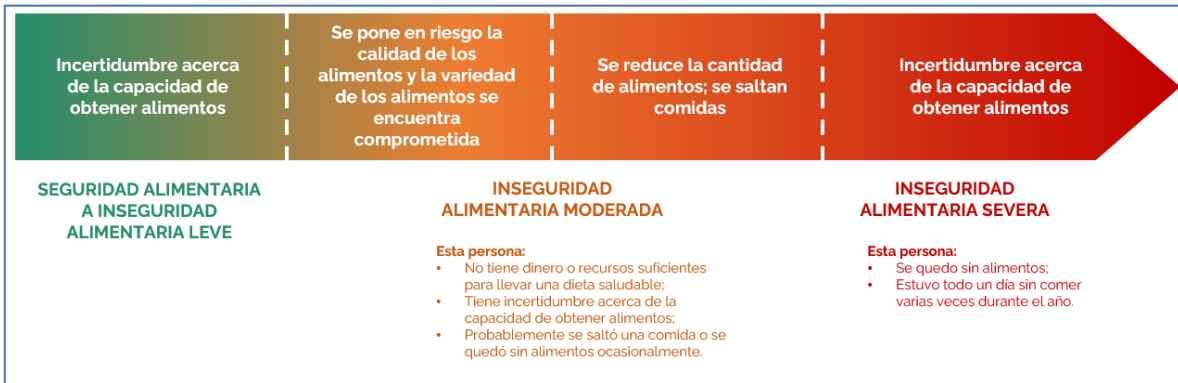 Incertidumbre acerca
de la capacidad de
obtener alimentos
Se pone en riesgo la
calidad de los
alimentos y la variedad
de los alimentos se
encuentra
comprometida
Se reduce la cantidad
de alimentos; se saltan
comidas
Incertidumbre acerca
de la capacidad de
obtener alimentos
SEGURIDAD ALIMENTARIA
A INSEGURIDAD
ALIMENTARIA LEVE
INSEGURIDAD
ALIMENTARIA MODERADA
Esta persona:
• No tiene dinero o recursos suficientes
para llevar una dieta saludable;
• Tiene incertidumbre acerca de la
capacidad de obtener alimentos;
• Probablemente se saltó una comida o se
quedó sin alimentos ocasionalmente.
INSEGURIDAD
ALIMENTARIA SEVERA
Esta persona:
• Se quedo sin alimentos;
• Estuvo todo un día sin comer
varias veces durante el año.